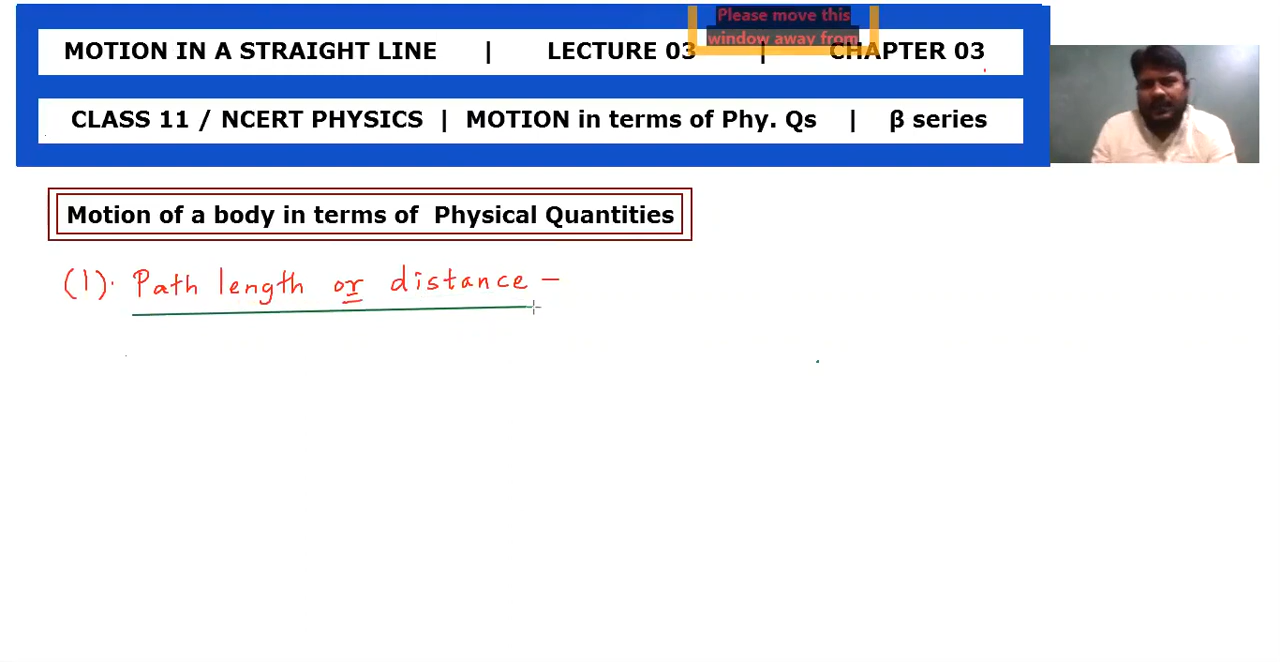 Please move this
window away from
MOTION IN A STRAIGHT LINE | LECTURE 03 | CHAPTER 03
CLASS 11 / NCERT PHYSICS | MOTION in terms of Phy. Qs | β series
Motion of a body in terms of Physical Quantities
(1). Path length or distance –